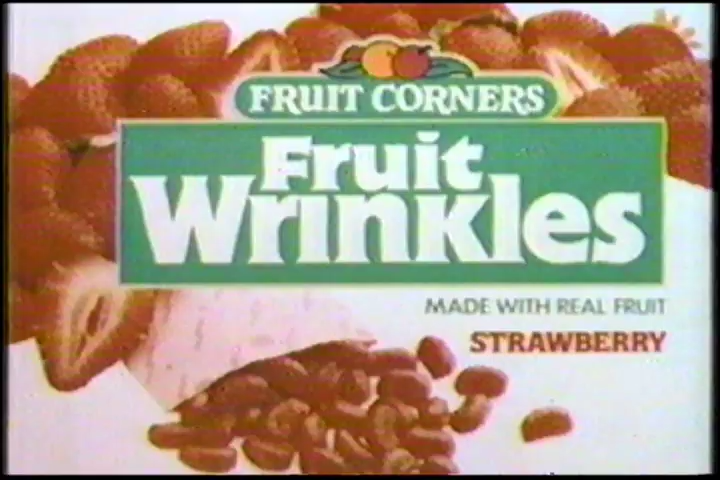 FRUIT CORNERS
Fruit
Wrinkles
MADE WITH REAL FRUIT
STRAWBERRY